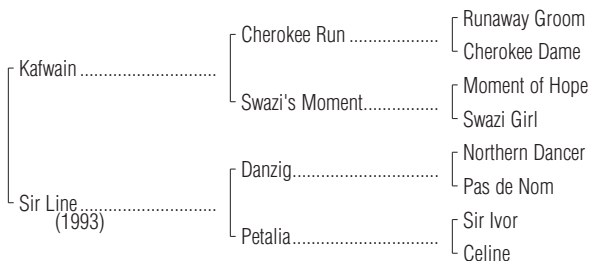 Runaway Groom
Cherokee Run ...................
Cherokee Dame
Kafwain .............................
Moment of Hope
Swazi's Moment................
Swazi Girl
Northern Dancer
Danzig...............................
Pas de Nom
Sir Line.............................
(1993)
Sir Ivor
Petalia...............................
Celine